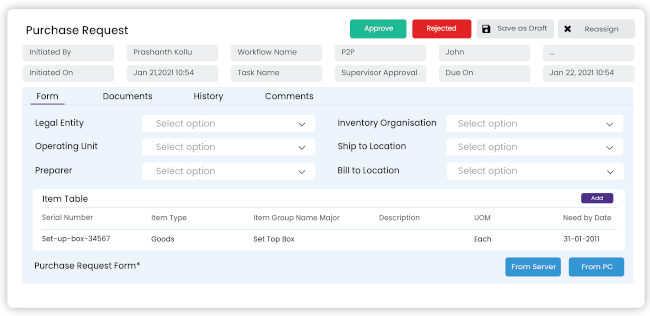 Purchase Request Approve Rejected Save as Draft Reassign
Initiated By Prashanth Kollu Workflow Name P2P John ...
Initiated On Jan 21,2021 10:54 Task Name Supervisor Approval Due On Jan 22, 2021 10:54
Form Documents History Comments
Legal Entity Select option Inventory Organisation Select option
Operating Unit Select option Ship to Location Select option
Preparer Select option Bill to Location Select option
Item Table Add
Serial Number Item Type Item Group Name Major Description UOM Need by Date
Set-up-box-34567 Goods Set Top Box Each 31-01-2011
Purchase Request Form* From Server From PC